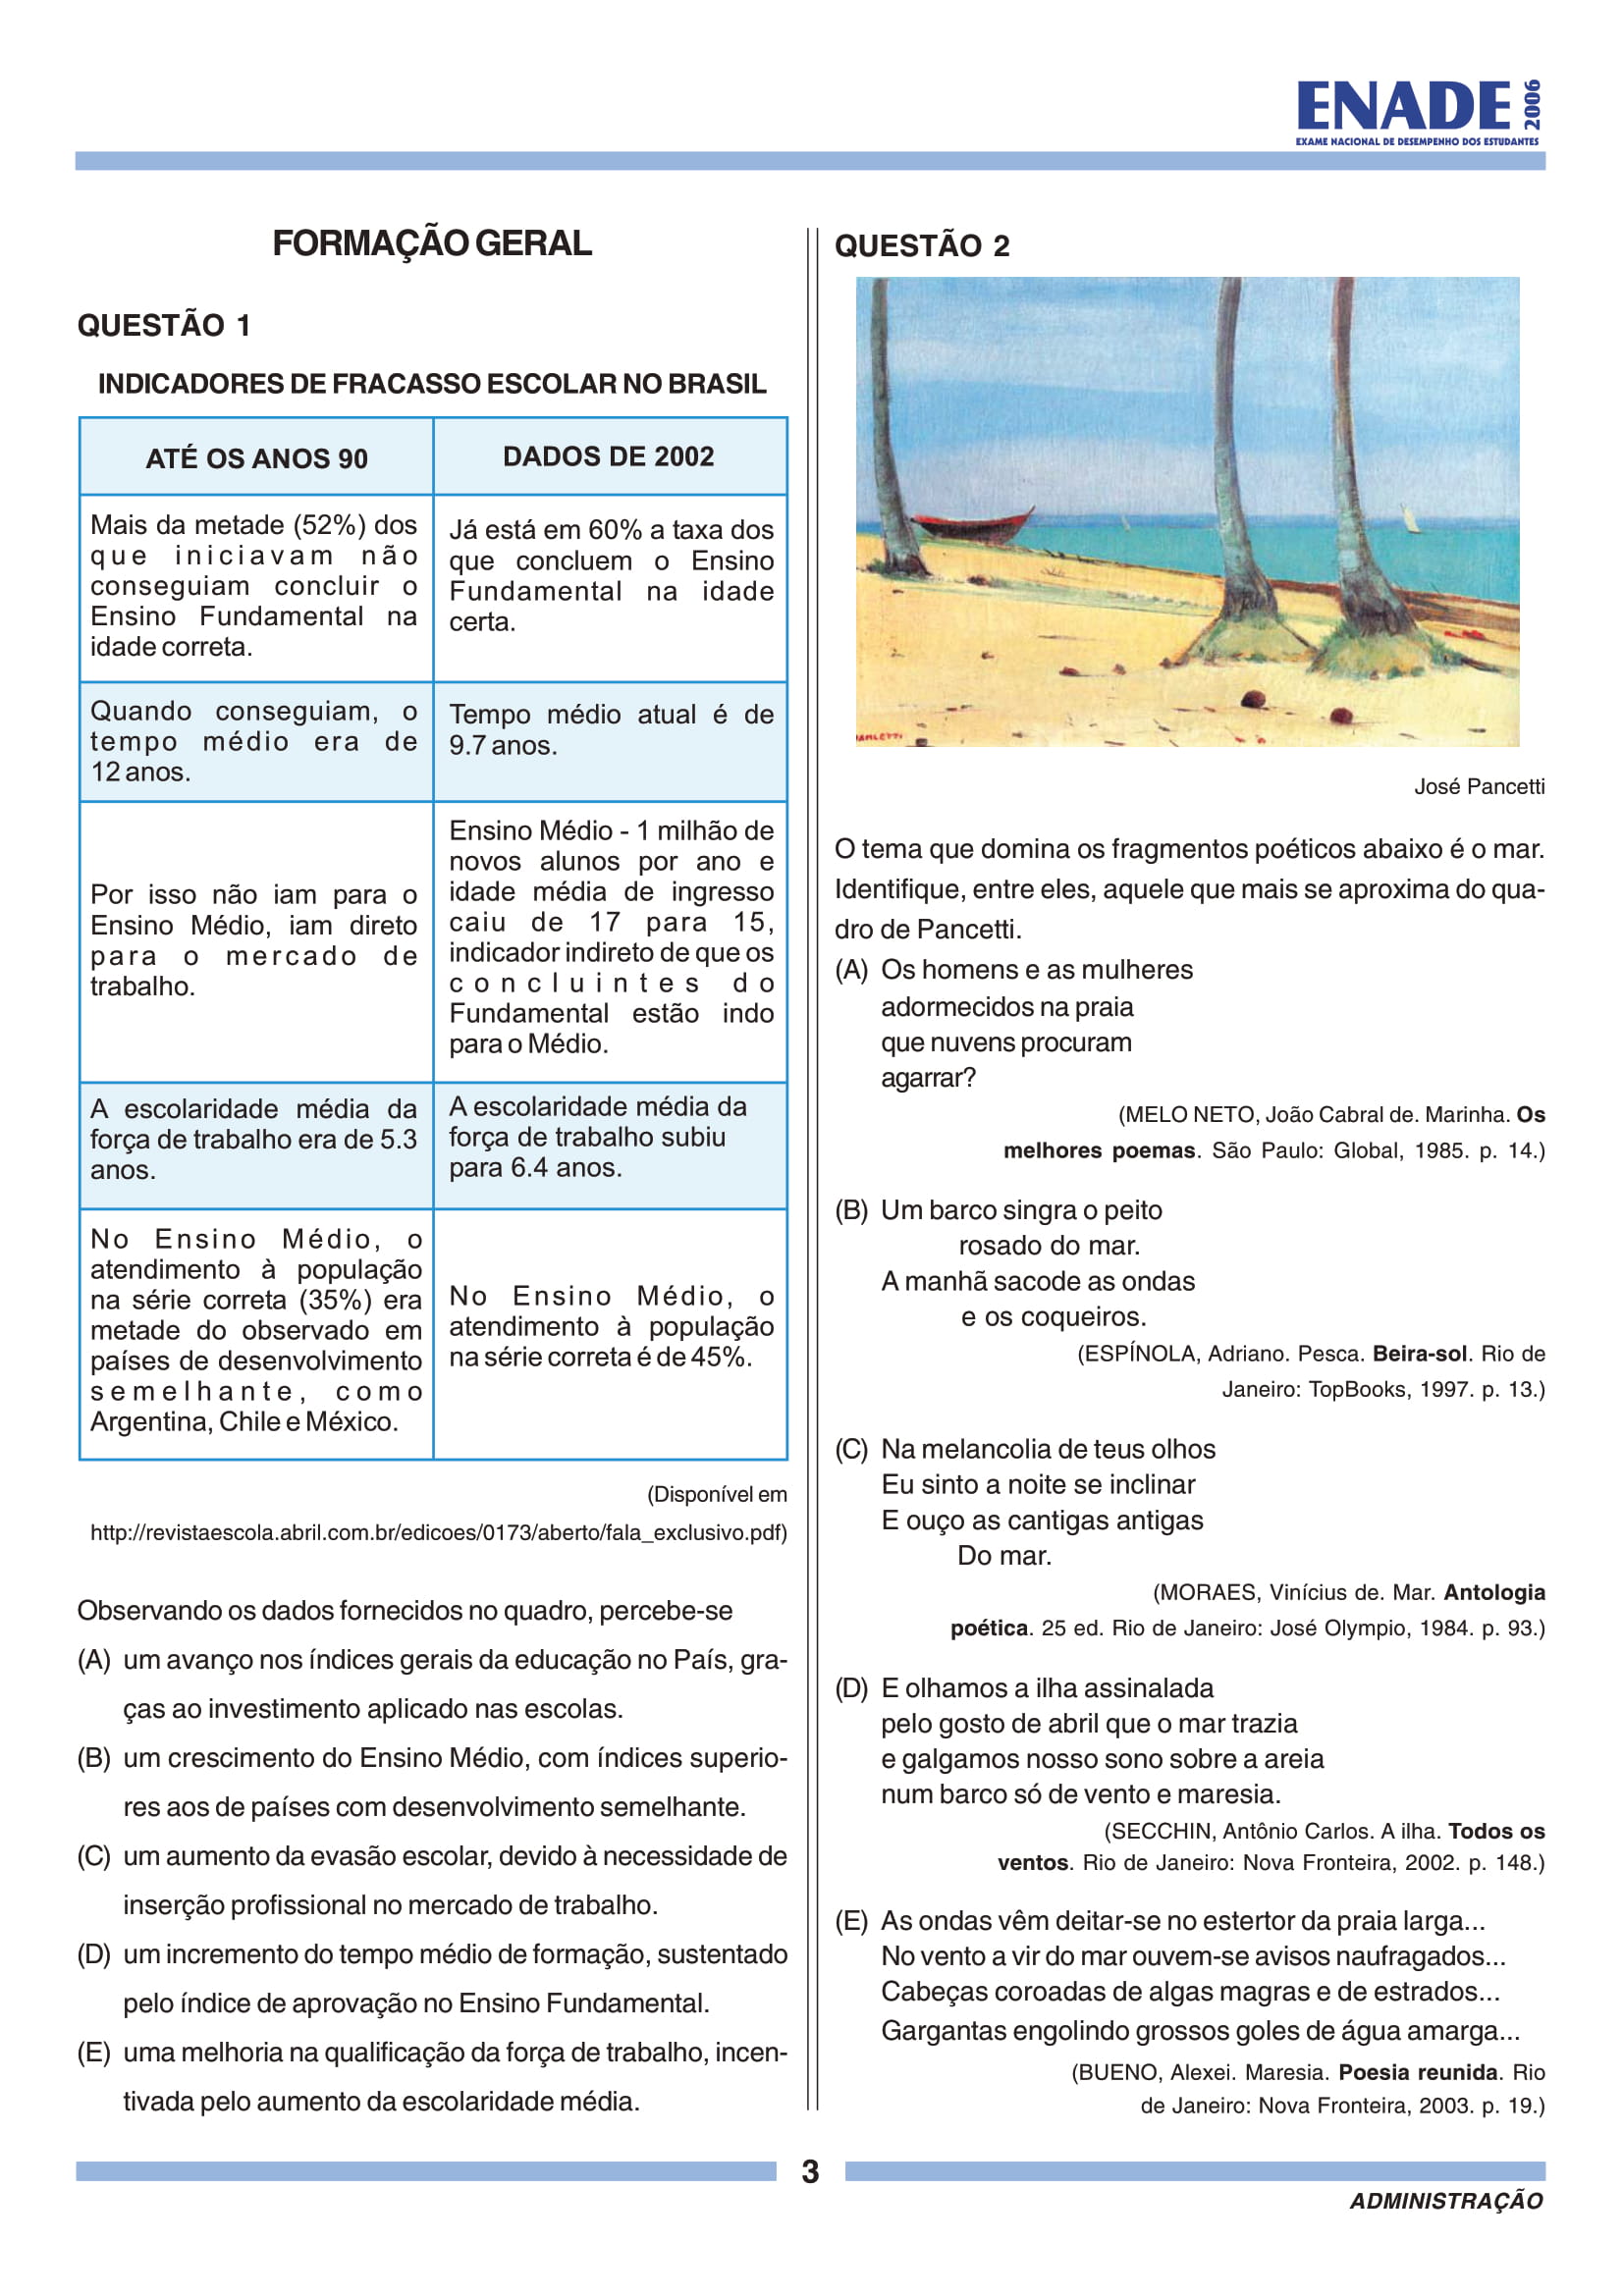 ENADE 2006
EXAME NACIONAL DE DESEMPENHO DOS ESTUDANTES
FORMAÇÃO GERAL
QUESTÃO 1
INDICADORES DE FRACASSO ESCOLAR NO BRASIL
ATÉ OS ANOS 90
DADOS DE 2002
Mais da metade (52%) dos
que iniciavam não
conseguiam concluir o
Ensino Fundamental na
idade correta.
Já está em 60% a taxa dos
que concluem o Ensino
Fundamental na idade
certa.
Quando conseguiam, o
tempo médio era de
12 anos.
Tempo médio atual é de
9.7 anos.
Por isso não iam para o
Ensino Médio, iam direto
para o mercado de
trabalho.
Ensino Médio - 1 milhão de
novos alunos por ano e
idade média de ingresso
caiu de 17 para 15,
indicador indireto de que os
concluintes do
Fundamental estão indo
para o Médio.
A escolaridade média da
força de trabalho era de 5.3
anos.
A escolaridade média da
força de trabalho subiu
para 6.4 anos.
No Ensino Médio, o
atendimento à população
na série correta (35%) era
metade do observado em
países de desenvolvimento
semelhante, como
Argentina, Chile e México.
No Ensino Médio, o
atendimento à população
na série correta é de 45%.
(Disponível em
http://revistaescola.abril.com.br/edicoes/0173/aberto/fala_exclusivo.pdf)
Observando os dados fornecidos no quadro, percebe-se
(A) um avanço nos índices gerais da educação no País, gra-
ças ao investimento aplicado nas escolas.
(B) um crescimento do Ensino Médio, com índices superio-
res aos de países com desenvolvimento semelhante.
(C) um aumento da evasão escolar, devido à necessidade de
inserção profissional no mercado de trabalho.
(D) um incremento do tempo médio de formação, sustentado
pelo índice de aprovação no Ensino Fundamental.
(E) uma melhoria na qualificação da força de trabalho, incen-
tivada pelo aumento da escolaridade média.
QUESTÃO 2
PANCETTI
José Pancetti
O tema que domina os fragmentos poéticos abaixo é o mar.
Identifique, entre eles, aquele que mais se aproxima do qua-
dro de Pancetti.
(A) Os homens e as mulheres
adormecidos na praia
que nuvens procuram
agarrar?
(MELO NETO, João Cabral de. Marinha. Os
melhores poemas. São Paulo: Global, 1985. p. 14.)
(B) Um barco singra o peito
rosado do mar.
A manhã sacode as ondas
e os coqueiros.
(ESPÍNOLA, Adriano. Pesca. Beira-sol. Rio de
Janeiro: TopBooks, 1997. p. 13.)
(C) Na melancolia de teus olhos
Eu sinto a noite se inclinar
E ouço as cantigas antigas
Do mar.
(MORAES, Vinícius de. Mar. Antologia
poética. 25 ed. Rio de Janeiro: José Olympio, 1984. p. 93.)
(D) E olhamos a ilha assinalada
pelo gosto de abril que o mar trazia
e galgamos nosso sono sobre a areia
num barco só de vento e maresia.
(SECCHIN, Antônio Carlos. A ilha. Todos os
ventos. Rio de Janeiro: Nova Fronteira, 2002. p. 148.)
(E) As ondas vêm deitar-se no estertor da praia larga...
No vento a vir do mar ouvem-se avisos naufragados...
Cabeças coroadas de algas magras e de estrados...
Gargantas engolindo grossos goles de água amarga...
(BUENO, Alexei. Maresia. Poesia reunida. Rio
de Janeiro: Nova Fronteira, 2003. p. 19.)
3
ADMINISTRAÇÃO